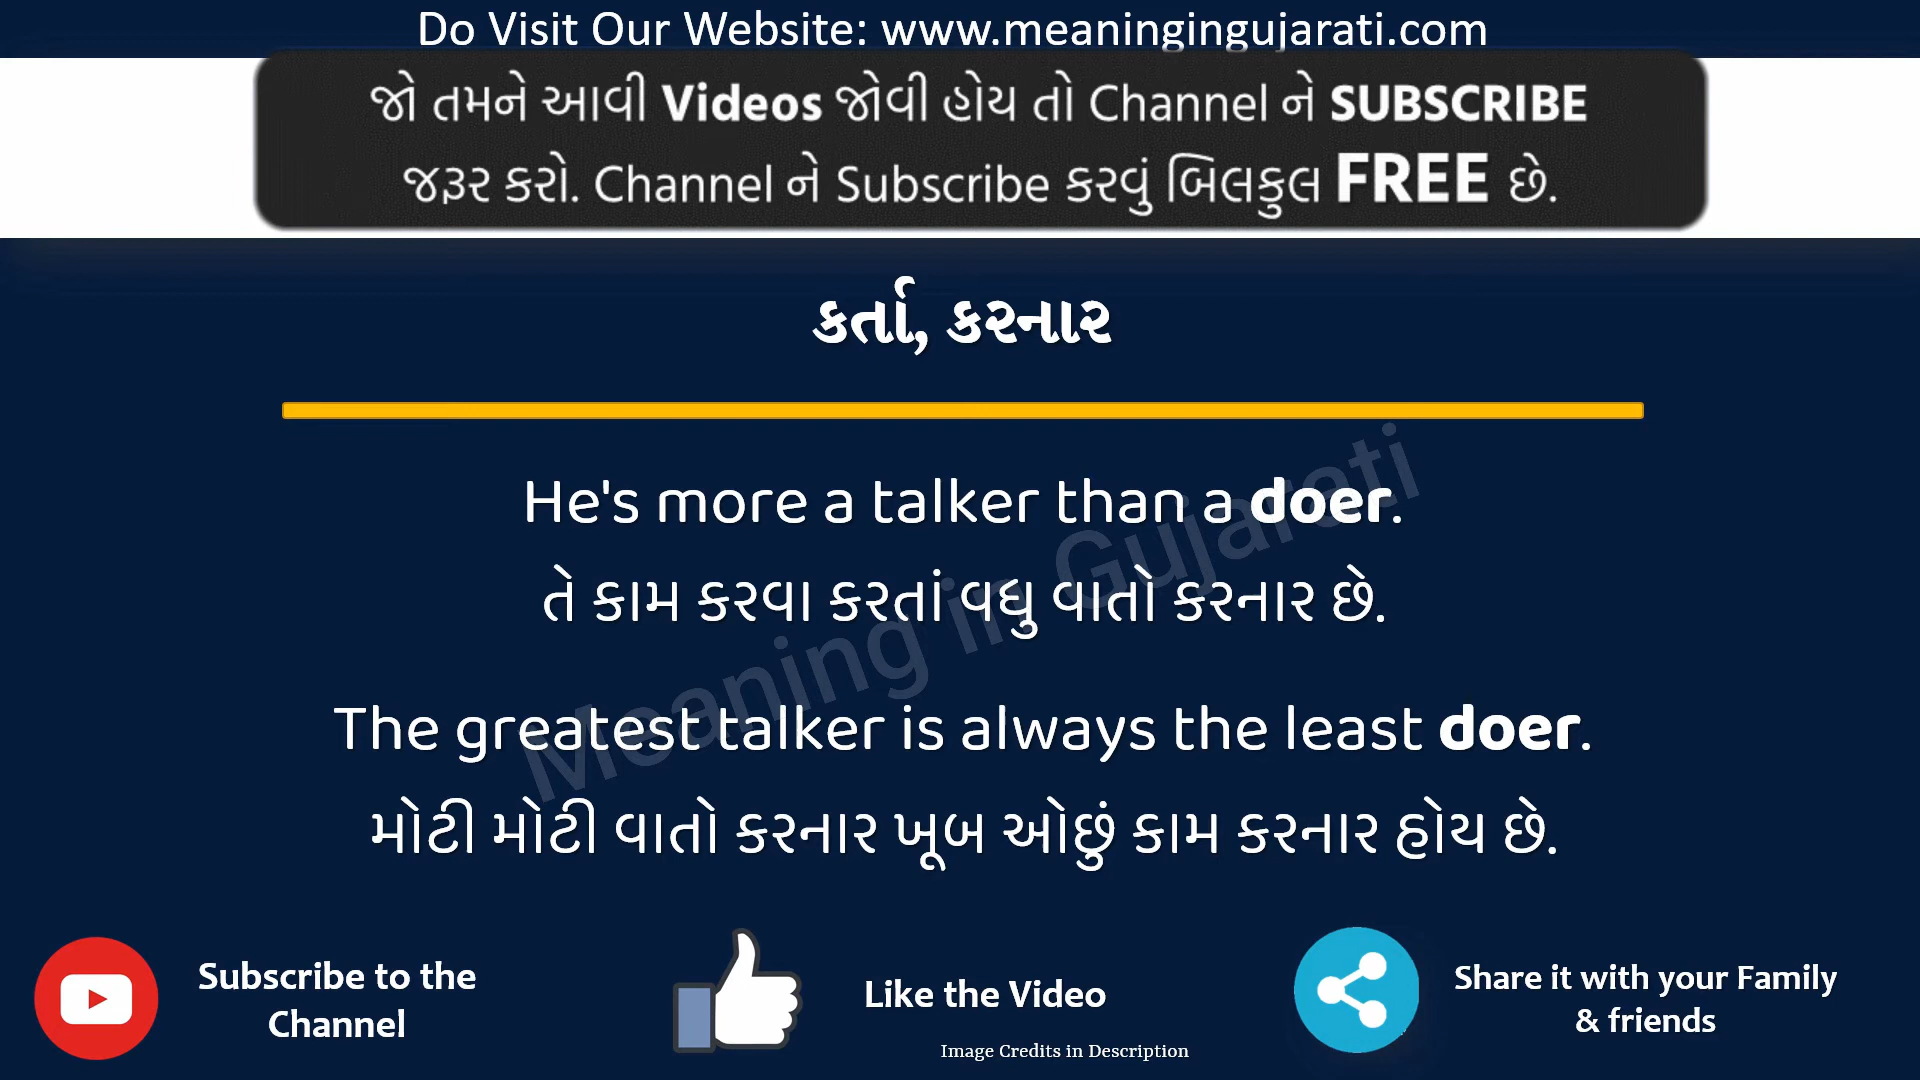 Do Visit Our Website: www.meaningingujarati.com
જો તમને આવી Videos જોવી હોય તો Channel ને SUBSCRIBE
જરૂર કરો. Channel ને Subscribe કરવું બિલકુલ FREE છે.
કર્તા, કરનાર
He's more a talker than a doer.
તે કામ કરવા કરતાં વધુ વાતો કરનાર છે.
Meaning in Gujarati
The greatest talker is always the least doer.
મોટી મોટી વાતો કરનાર ખૂબ ઓછું કામ કરનાર હોય છે.
Subscribe to the
Channel
Like the Video
Share it with your Family
& friends
Image Credits in Description